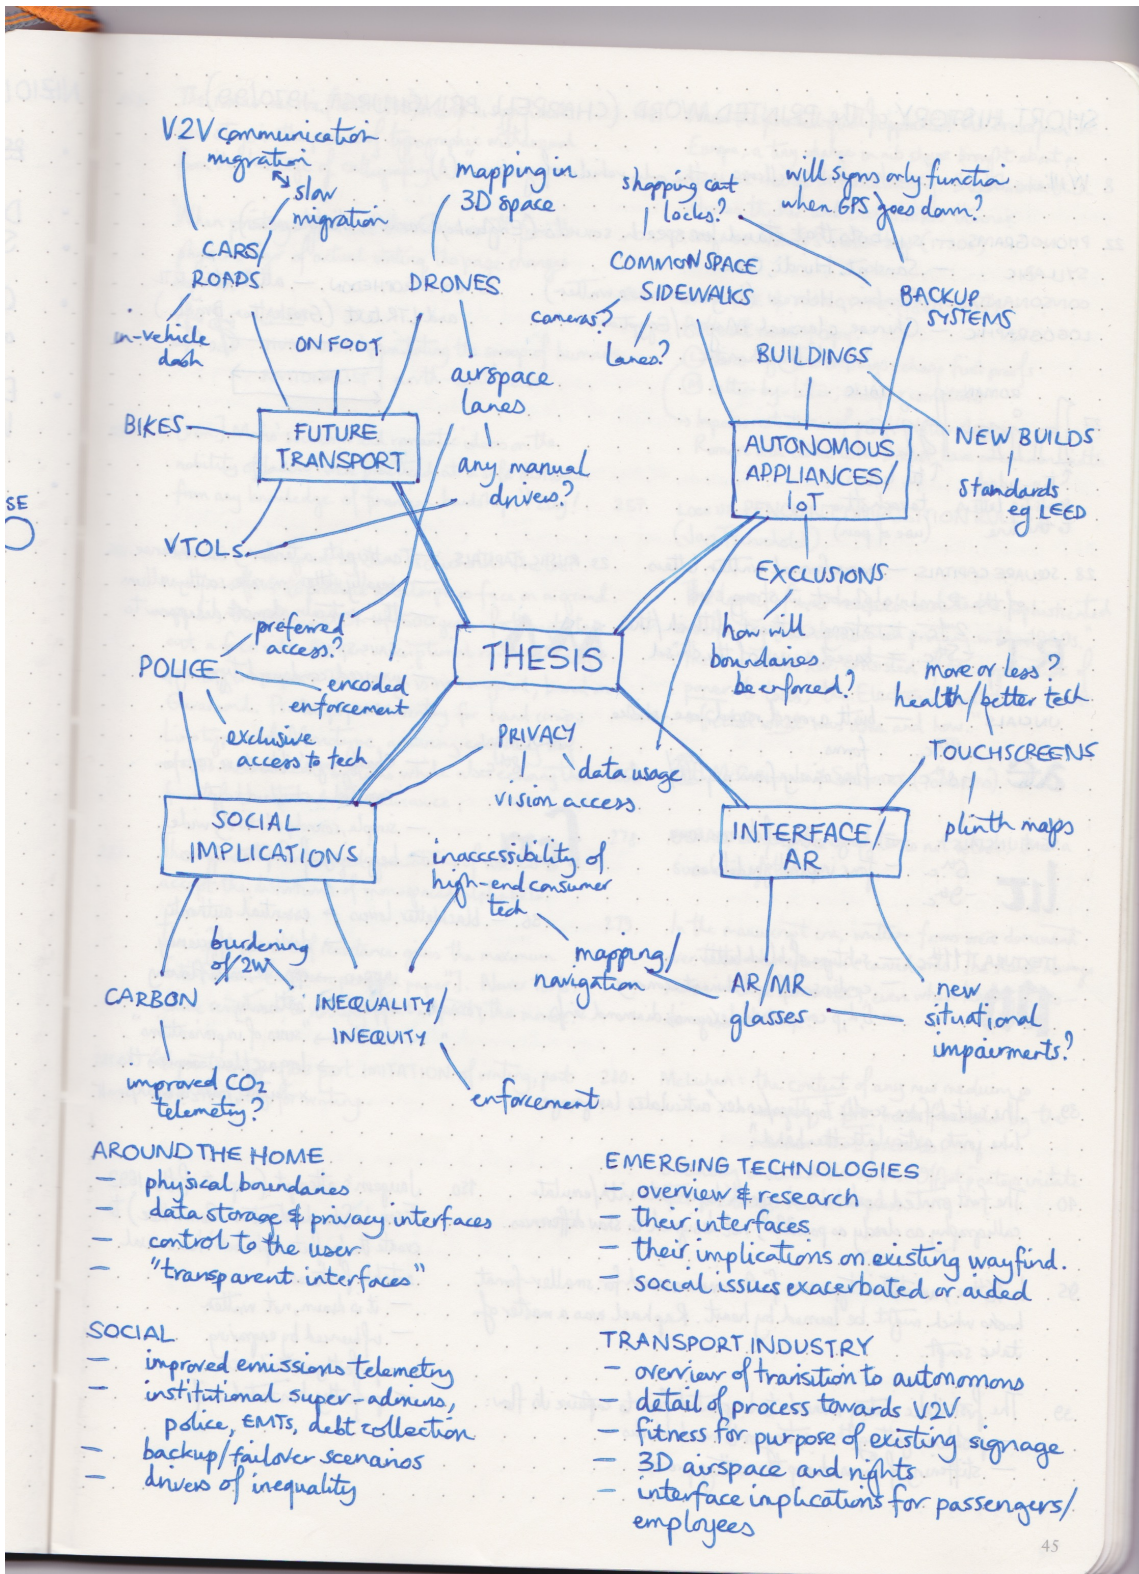 V2V communication
migration
slow
migration
mapping in
3D space
shopping cart
locks?
will signs only function
when GPS goes down?
CARS/
ROADS
DRONES
COMMON SPACE
SIDEWALKS
BACKUP
SYSTEMS
in-vehicle
dash
ON FOOT
cameras?
lanes?
BUILDINGS
airspace
lanes
BIKES
FUTURE
TRANSPORT
AUTONOMOUS
APPLIANCES/
IoT
NEW BUILDS
any manual
drivers?
standards
eg LEED
SE
VTOLs
EXCLUSIONS
preferred
access?
how will
boundaries
be enforced?
POLICE
THESIS
encoded
enforcement
more or less?
health/better tech
exclusive
access to tech
PRIVACY
data usage
vision access
TOUCHSCREENS
plinth maps
SOCIAL
IMPLICATIONS
INTERFACE/
AR
inaccessibility of
high-end consumer
tech
burdening
of 2W
mapping/
navigation
CARBON
INEQUALITY/
INEQUITY
AR/MR
glasses
new
situational
impairments?
improved CO2
telemetry?
enforcement
AROUND THE HOME
— physical boundaries
— data storage & privacy interfaces
— control to the user
— "transparent interfaces"
SOCIAL
— improved emissions telemetry
— institutional super-admins,
police, EMTs, debt collection
— backup/failover scenarios
— drivers of inequality
EMERGING TECHNOLOGIES
— overview & research
— their interfaces
— their implications on existing wayfind.
— social issues exacerbated or aided
TRANSPORT INDUSTRY
— overview of transition to autonomous
— detail of process towards V2V
— fitness for purpose of existing signage
— 3D airspace and rights
— interface implications for passengers/
employees
45